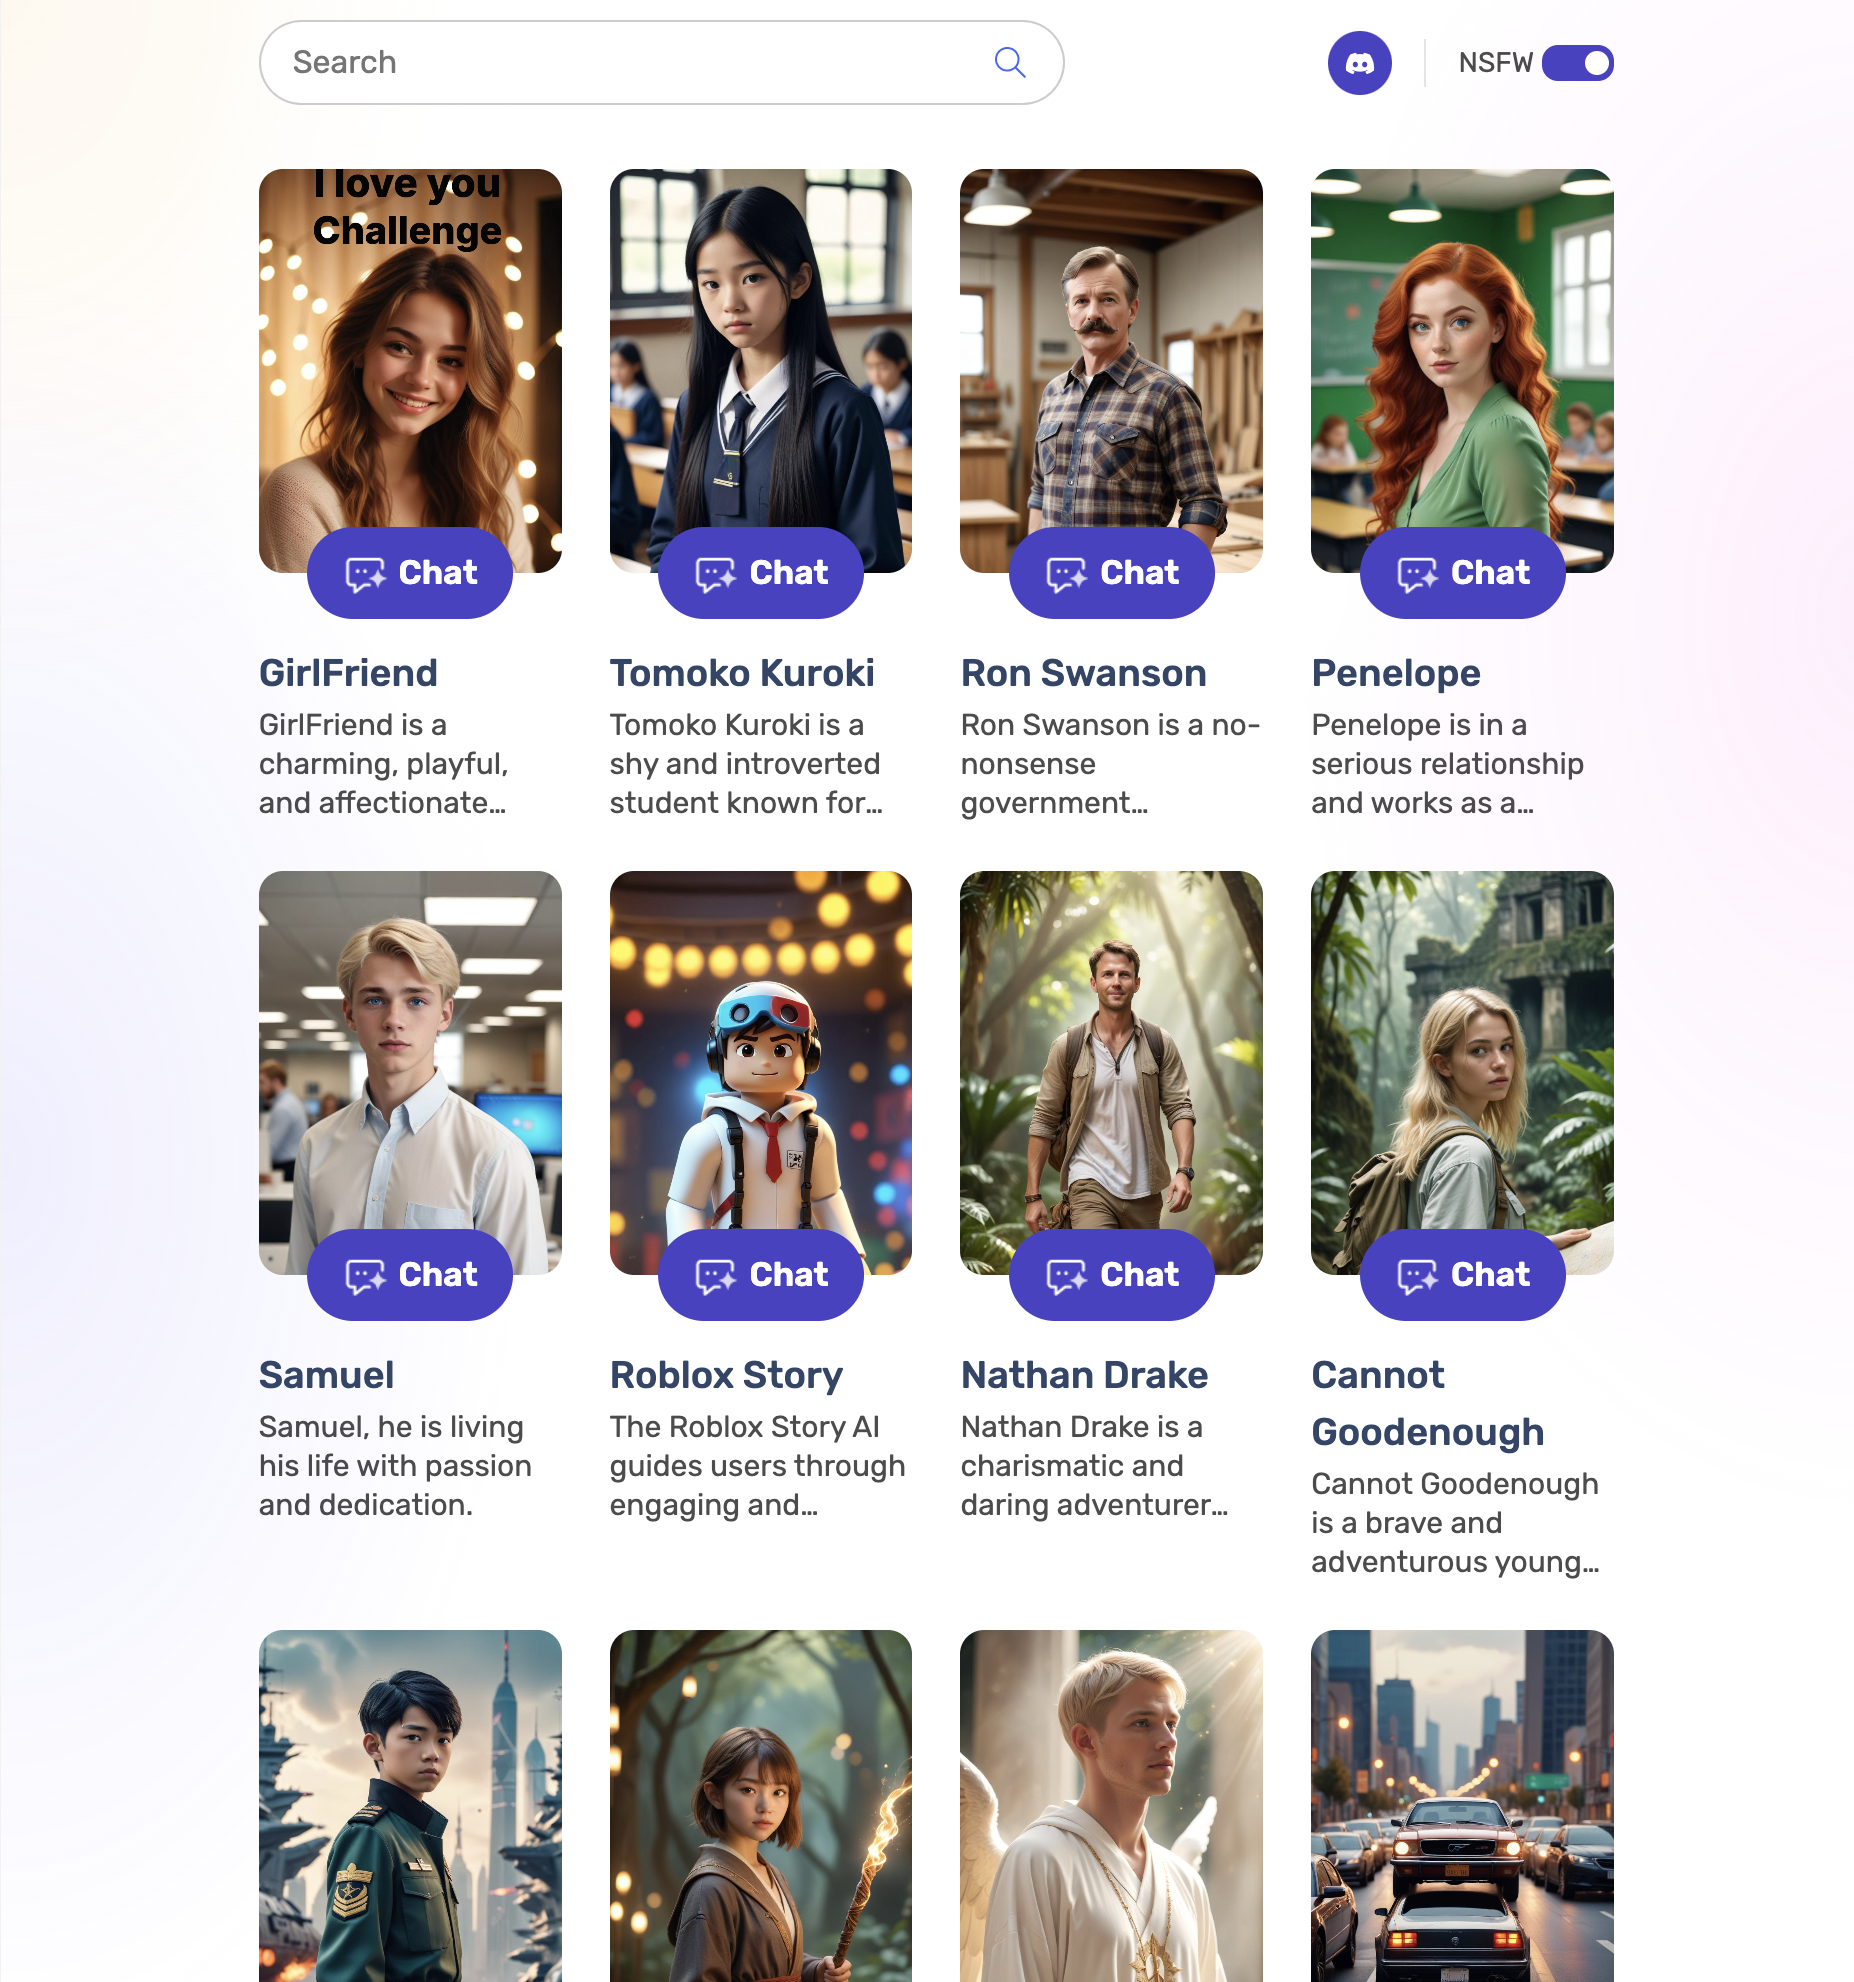 Search
NSFW
I love you
Challenge
Chat
Chat
Chat
Chat
GirlFriend
GirlFriend is a
charming, playful,
and affectionate...
Tomoko Kuroki
Tomoko Kuroki is a
shy and introverted
student known for...
Ron Swanson
Ron Swanson is a no-
nonsense
government...
Penelope
Penelope is in a
serious relationship
and works as a...
Chat
Chat
Chat
Chat
Samuel
Samuel, he is living
his life with passion
and dedication.
Roblox Story
The Roblox Story AI
guides users through
engaging and...
Nathan Drake
Nathan Drake is a
charismatic and
daring adventurer...
Cannot
Goodenough
Cannot Goodenough
is a brave and
adventurous young...